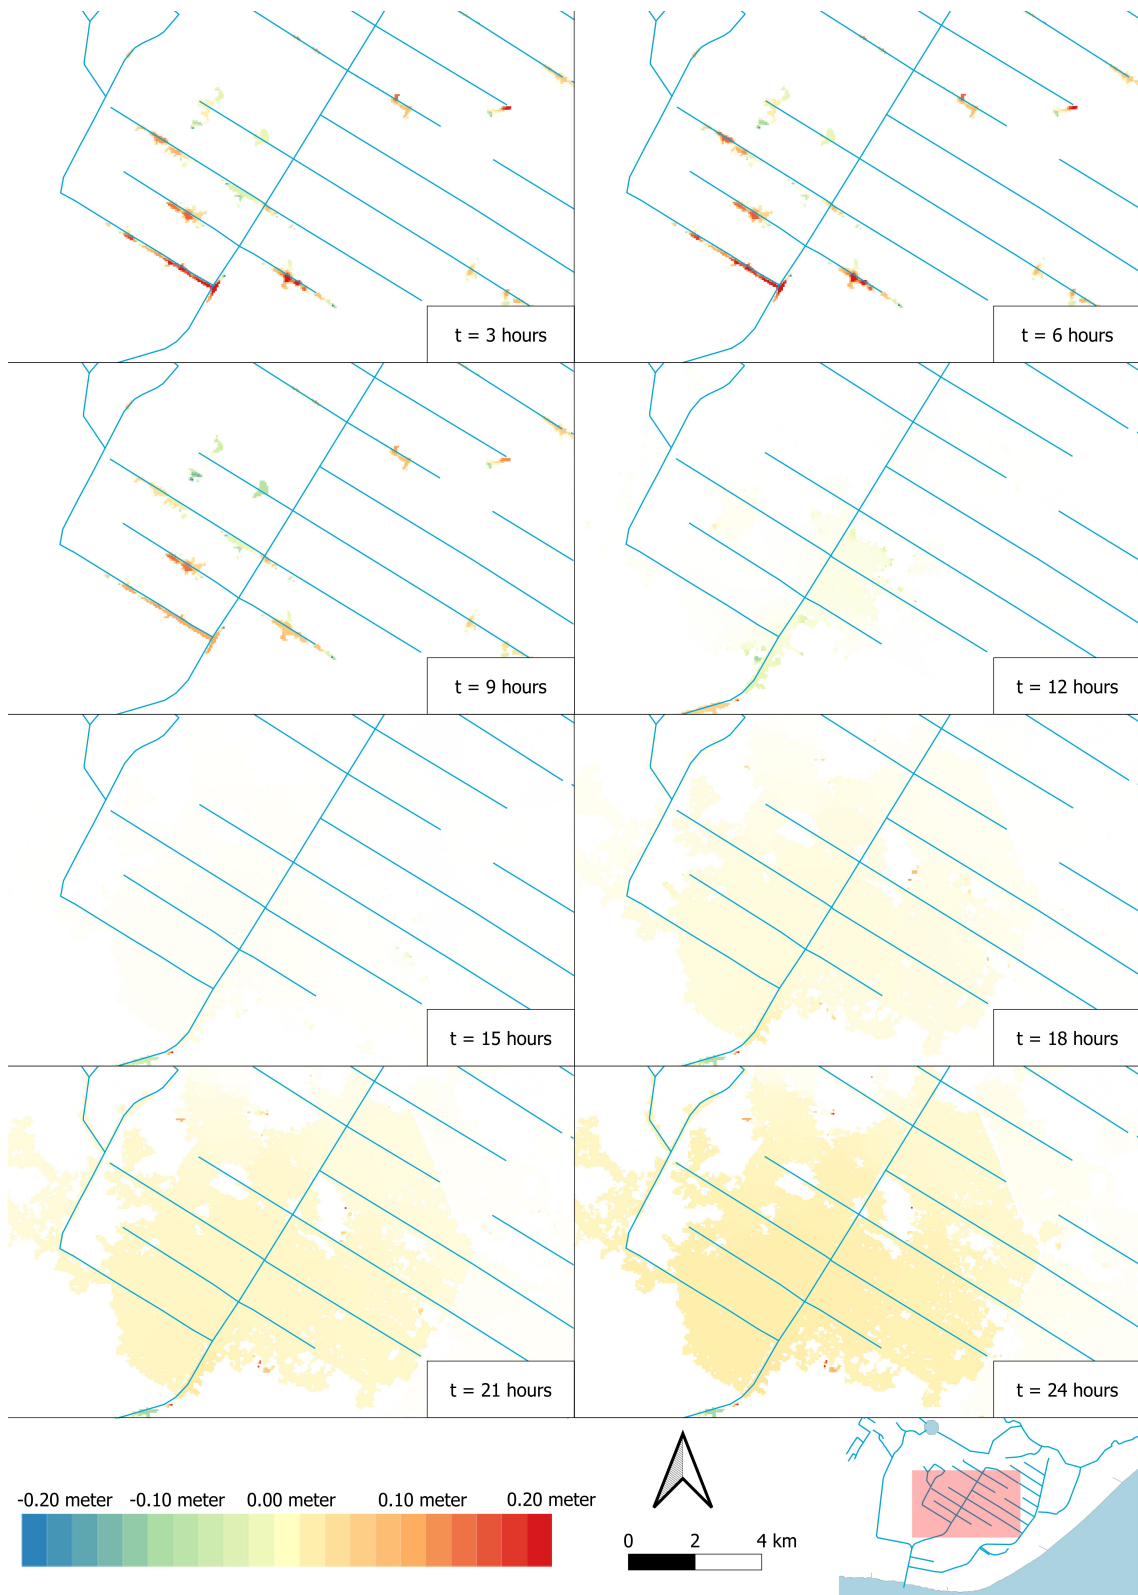 t = 3 hours
t = 6 hours
t = 9 hours
t = 12 hours
t = 15 hours
t = 18 hours
t = 21 hours
t = 24 hours
-0.20 meter -0.10 meter 0.00 meter 0.10 meter 0.20 meter
0 2 4 km